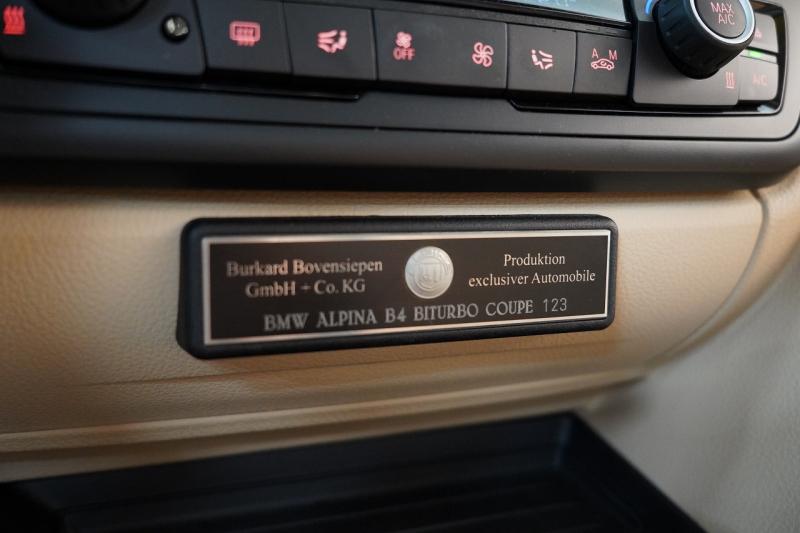 MAX
A/C
OFF
A M
A/C
Burkard Bovensiepen
GmbH + Co. KG
Produktion
exclusiver Automobile
BMW ALPINA B4 BITURBO COUPE 123